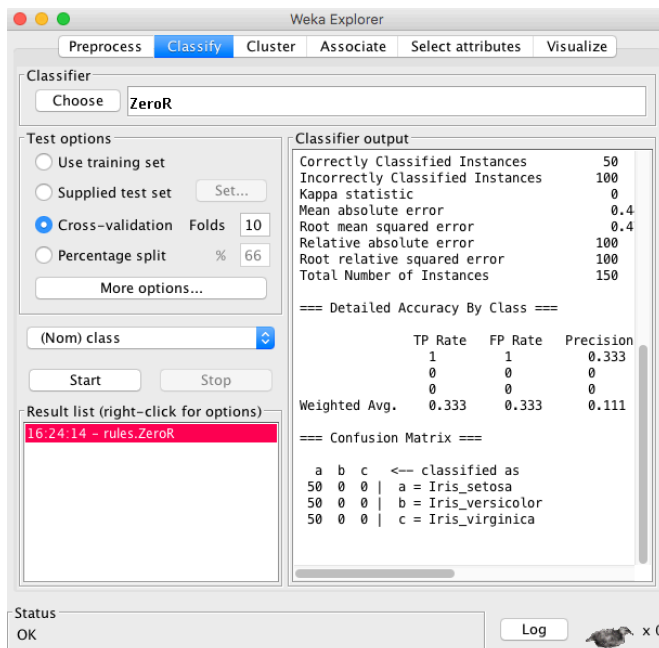 Weka Explorer
Preprocess Classify Cluster Associate Select attributes Visualize
Classifier
Choose ZeroR
Test options
Use training set
Supplied test set Set...
Cross-validation Folds 10
Percentage split % 66
More options...
(Nom) class
Start Stop
Result list (right-click for options)
16:24:14 - rules.ZeroR
Classifier output
Correctly Classified Instances 50
Incorrectly Classified Instances 100
Kappa statistic 0
Mean absolute error 0.4
Root mean squared error 0.4
Relative absolute error 100
Root relative squared error 100
Total Number of Instances 150
=== Detailed Accuracy By Class ===
TP Rate FP Rate Precision
1 1 0.333
0 0 0
0 0 0
Weighted Avg. 0.333 0.333 0.111
=== Confusion Matrix ===
a b c <-- classified as
50 0 0 | a = Iris_setosa
50 0 0 | b = Iris_versicolor
50 0 0 | c = Iris_virginica
Status
OK
Log x 0